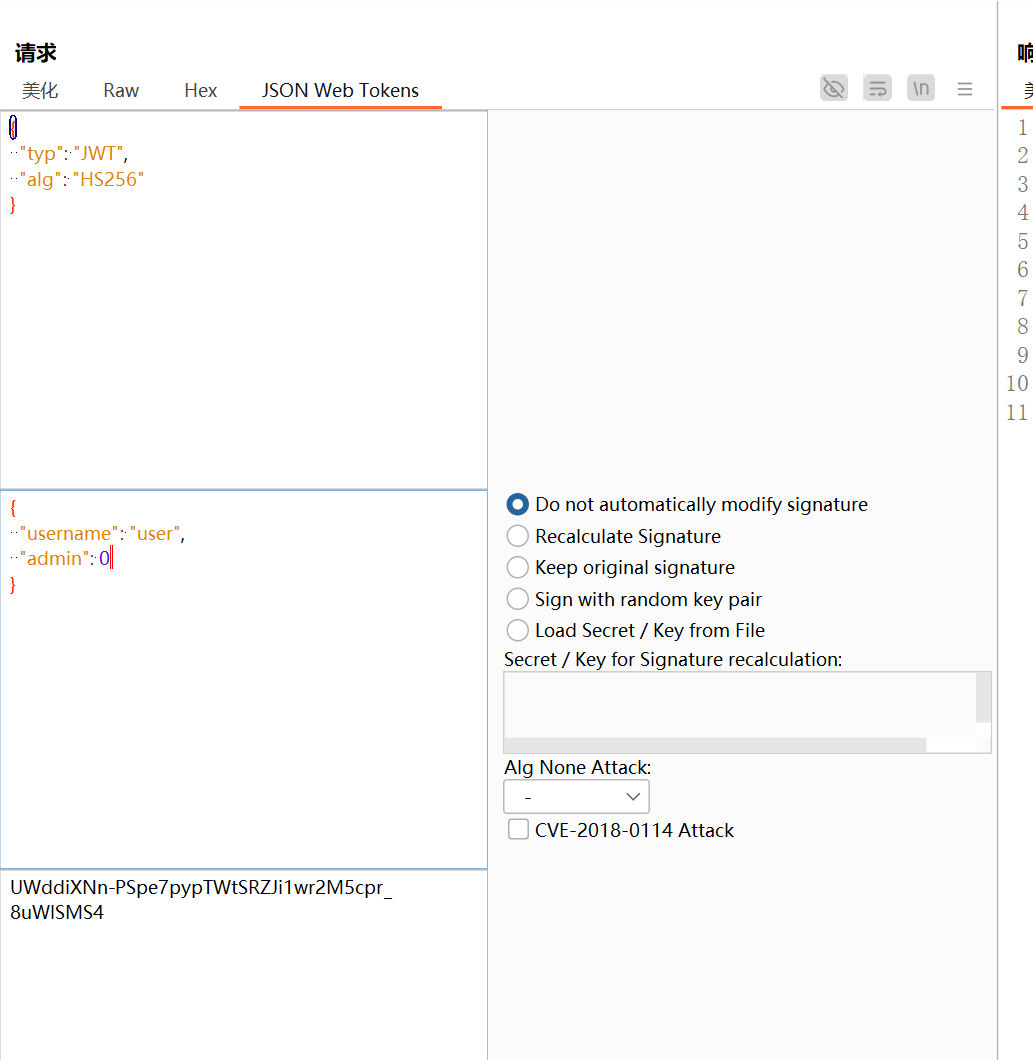 请求
美化 Raw Hex JSON Web Tokens \n
{
"typ": "JWT",
"alg": "HS256"
}
{
"username": "user",
"admin": 0
}
UWddiXNn-PSpe7pypTWtSRZJi1wr2M5cpr_
8uWlSMS4
Do not automatically modify signature
Recalculate Signature
Keep original signature
Sign with random key pair
Load Secret / Key from File
Secret / Key for Signature recalculation:
Alg None Attack:
-
CVE-2018-0114 Attack
1
2
3
4
5
6
7
8
9
10
11